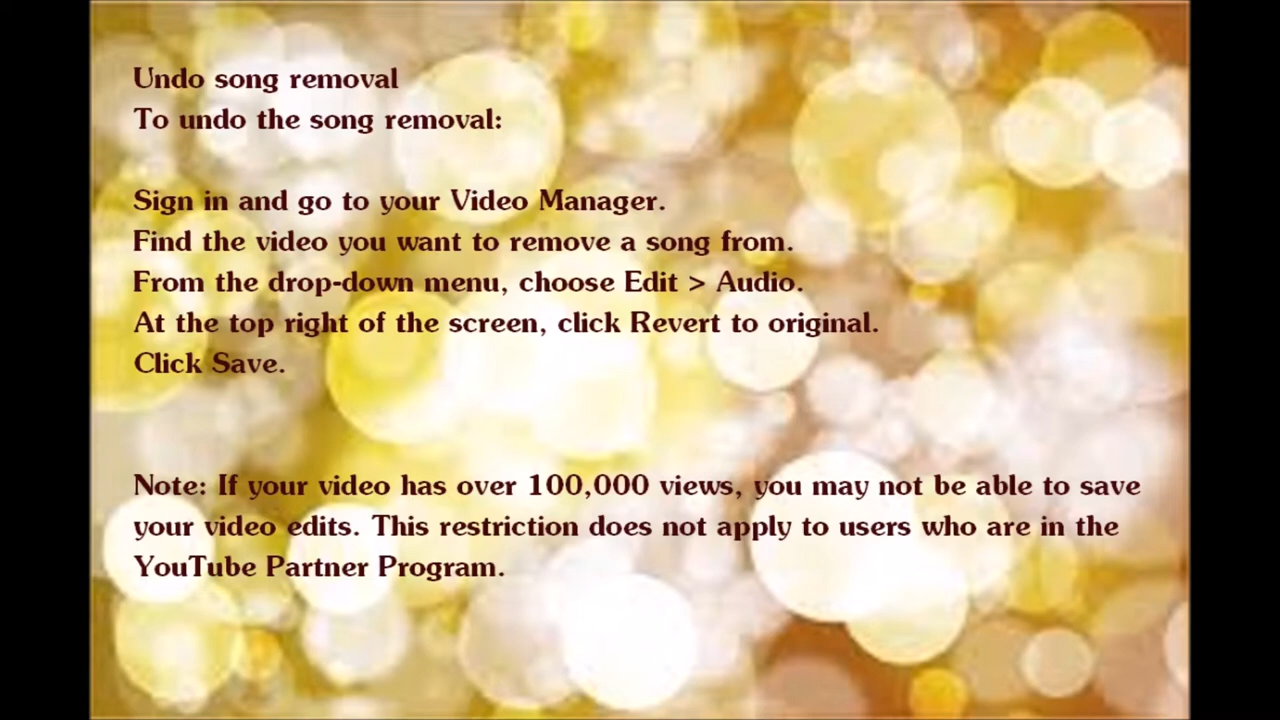 Undo song removal
To undo the song removal:
Sign in and go to your Video Manager.
Find the video you want to remove a song from.
From the drop-down menu, choose Edit > Audio.
At the top right of the screen, click Revert to original.
Click Save.
Note: If your video has over 100,000 views, you may not be able to save
your video edits. This restriction does not apply to users who are in the
YouTube Partner Program.